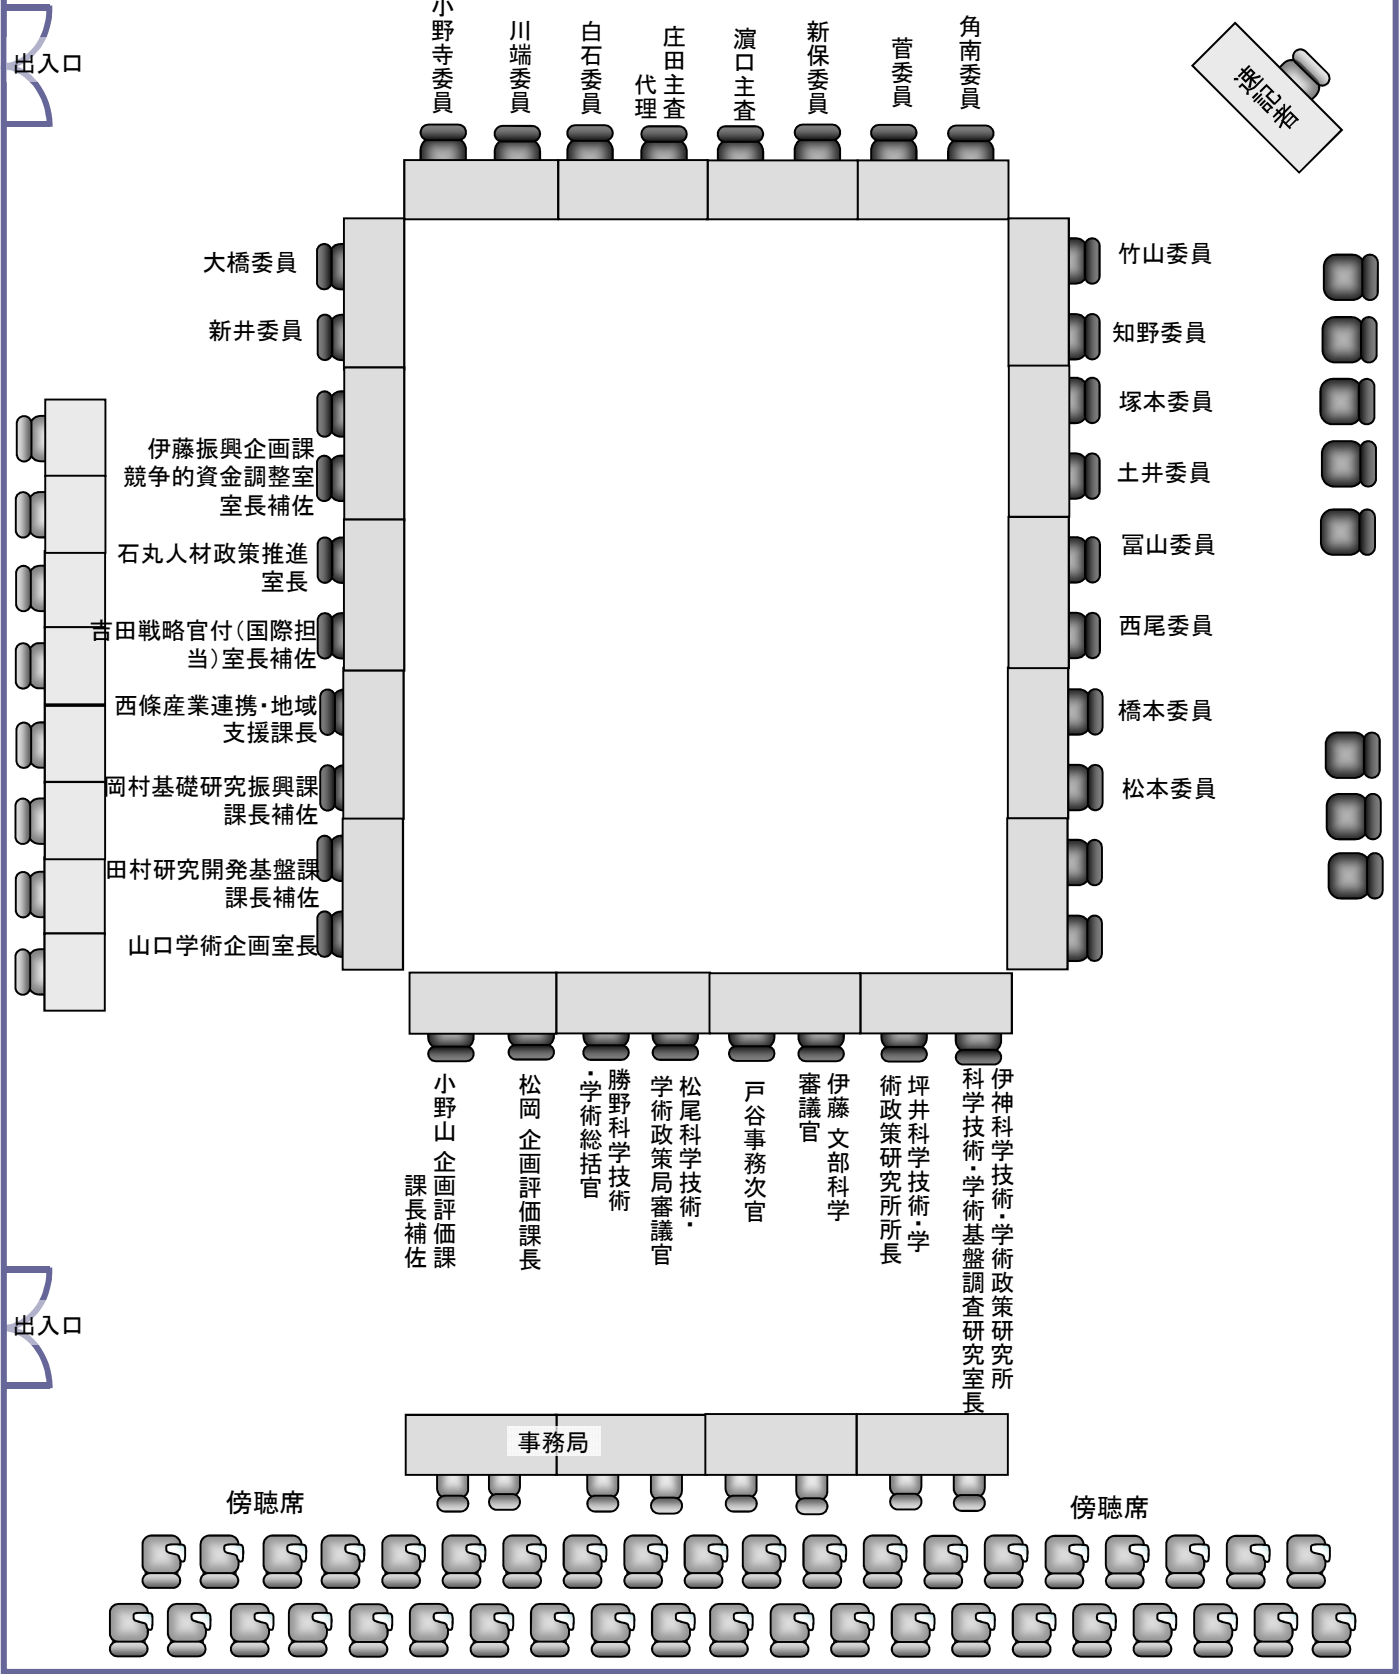 出入口
小野寺委員
川端委員
白石委員
庄田主査
代理
濵口主査
新保委員
菅委員
角南委員
速記者
大橋委員
新井委員
伊藤振興企画課
競争的資金調整室
室長補佐
石丸人材政策推進
室長
吉田戦略官付（国際担
当）室長補佐
西條産業連携・地域
支援課長
岡村基礎研究振興課
課長補佐
田村研究開発基盤課
課長補佐
山口学術企画室長
竹山委員
知野委員
塚本委員
土井委員
冨山委員
西尾委員
橋本委員
松本委員
小野山 企画評価課
課長補佐
松岡 企画評価課長
勝野科学技術
・学術総括官
松尾科学技術・
学術政策局審議官
戸谷事務次官
伊藤 文部科学
審議官
坪井科学技術・学
術政策研究所所長
伊神科学技術・学術政策研究所
科学技術・学術基盤調査研究室長
出入口
事務局
傍聴席
傍聴席